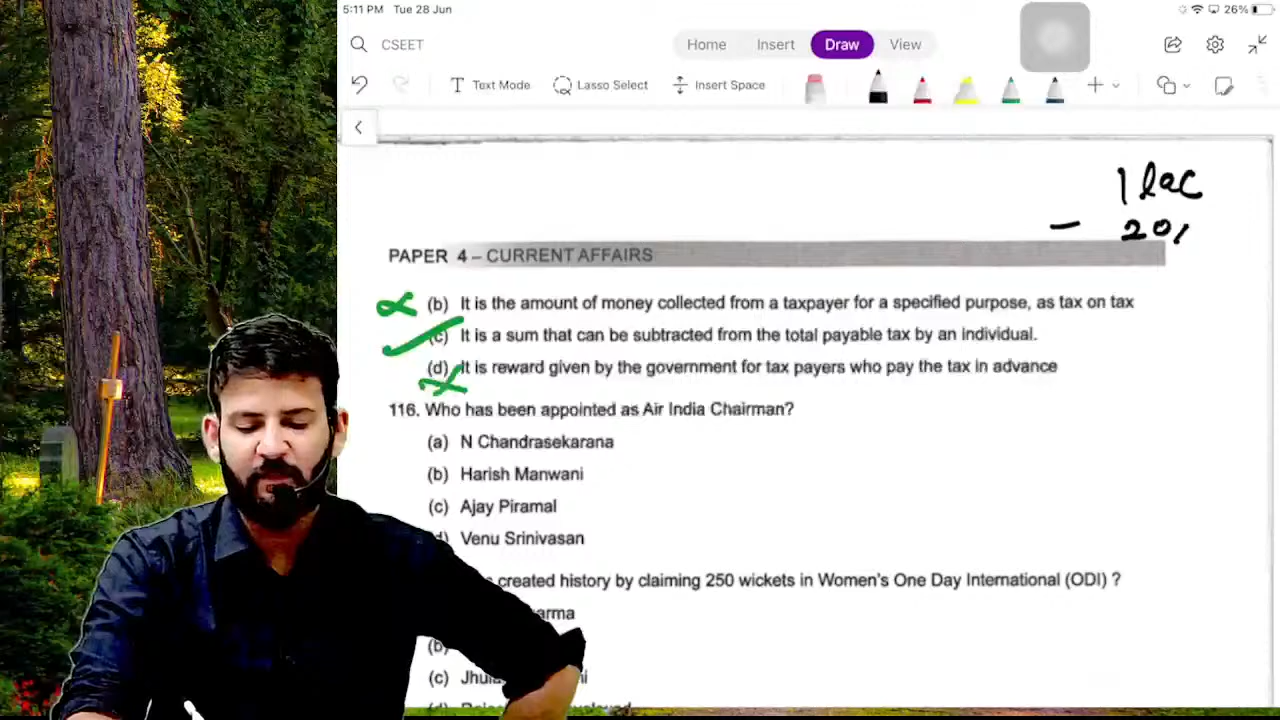 5:11 PM Tue 28 Jun
26%
CSEET
Home Insert Draw View
Text Mode Lasso Select Insert Space
1 lac
- 20%
PAPER 4 – CURRENT AFFAIRS
(b) It is the amount of money collected from a taxpayer for a specified purpose, as tax on tax
(c) It is a sum that can be subtracted from the total payable tax by an individual.
(d) It is reward given by the government for tax payers who pay the tax in advance
116. Who has been appointed as Air India Chairman?
(a) N Chandrasekarana
(b) Harish Manwani
(c) Ajay Piramal
Venu Srinivasan
created history by claiming 250 wickets in Women's One Day International (ODI) ?
(b)
(c)